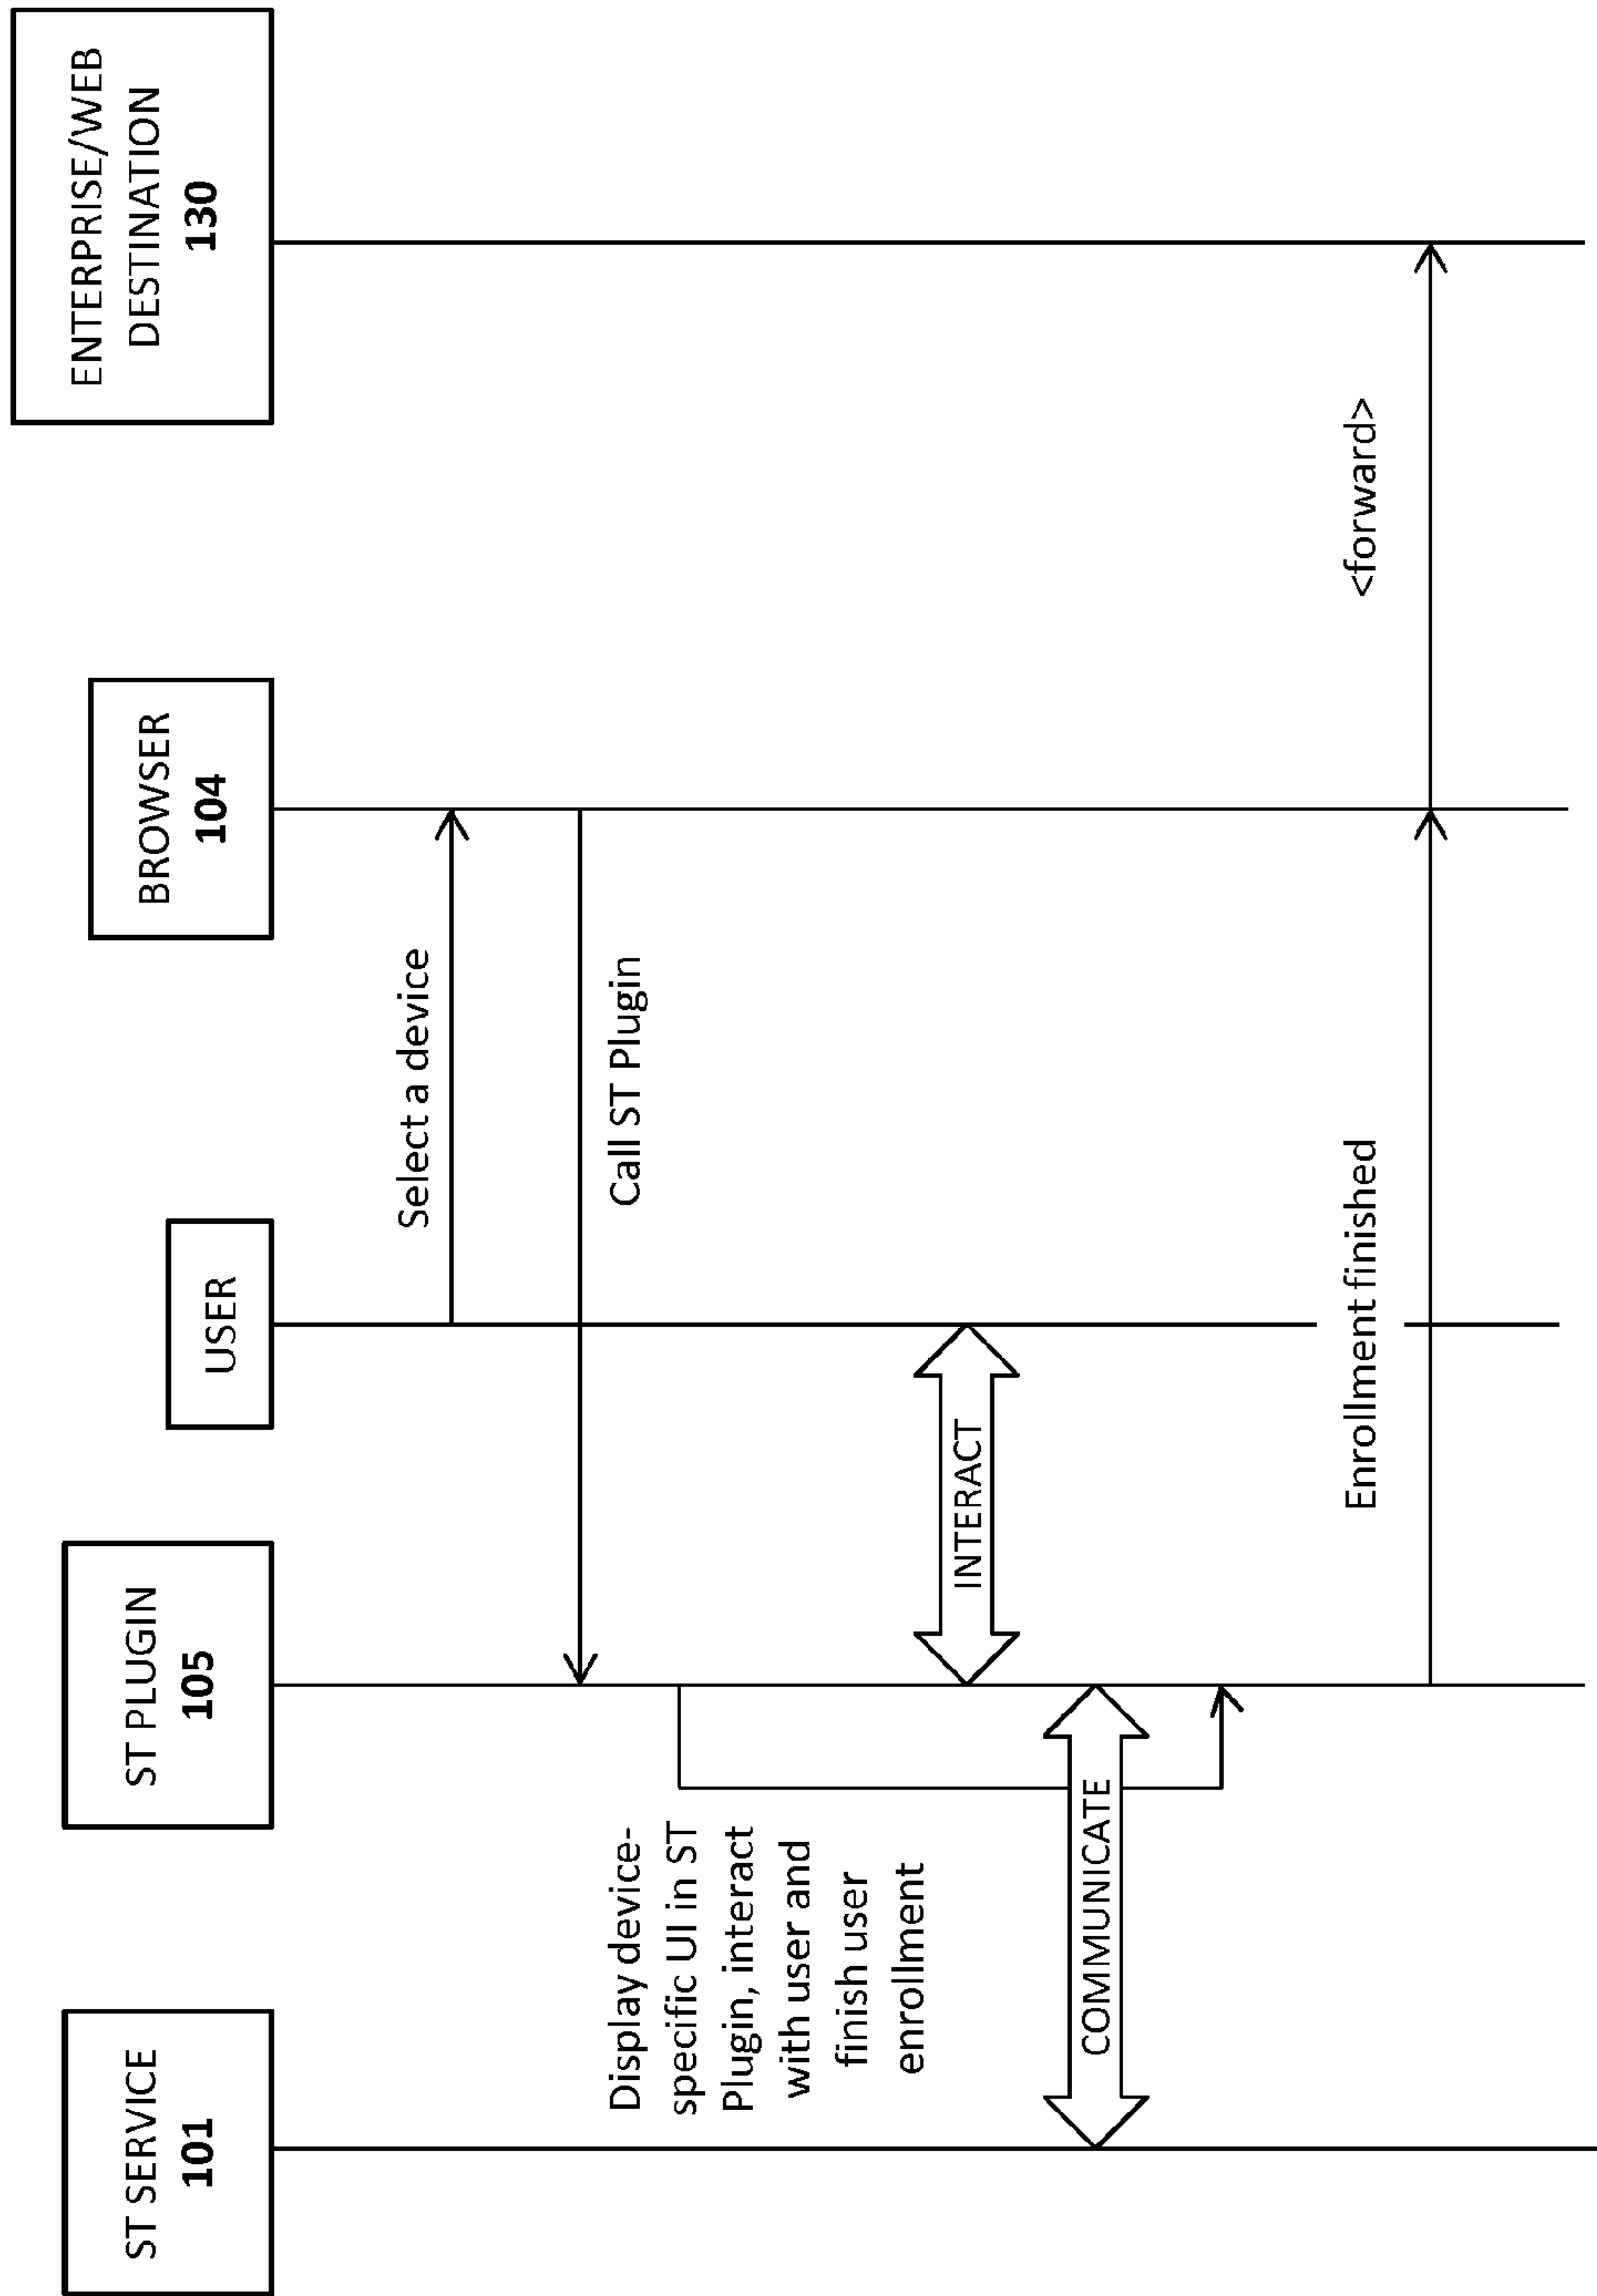 ST SERVICE
101
ST PLUGIN
105
USER
BROWSER
104
ENTERPRISE/WEB
DESTINATION
130
Select a device
Call ST Plugin
Display device-
specific UI in ST
Plugin, interact
with user and
finish user
enrollment
INTERACT
COMMUNICATE
Enrollment finished
<forward>